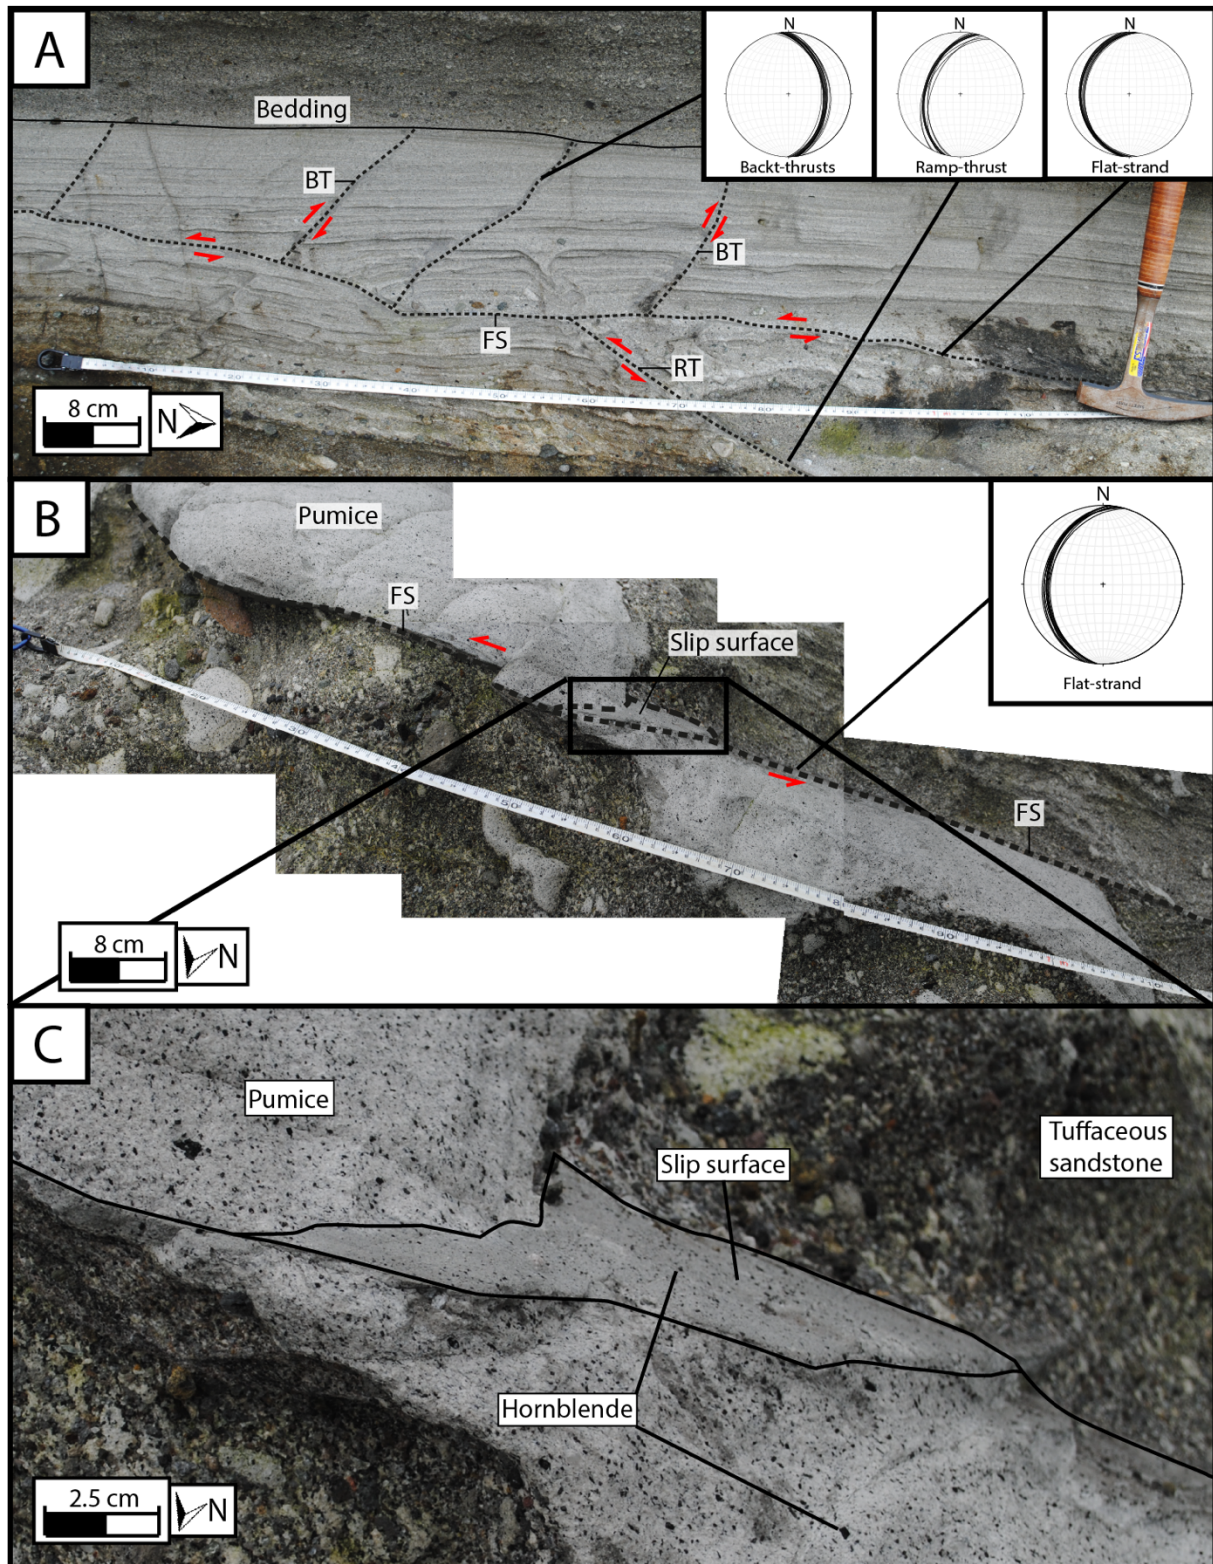 A
Bedding
BT
BT
FS
RT
8 cm
N
N
N
N
Backt-thrusts
Ramp-thrust
Flat-strand
B
Pumice
FS
Slip surface
FS
N
Flat-strand
8 cm
N
C
Pumice
Slip surface
Tuffaceous
sandstone
Hornblende
2.5 cm
N